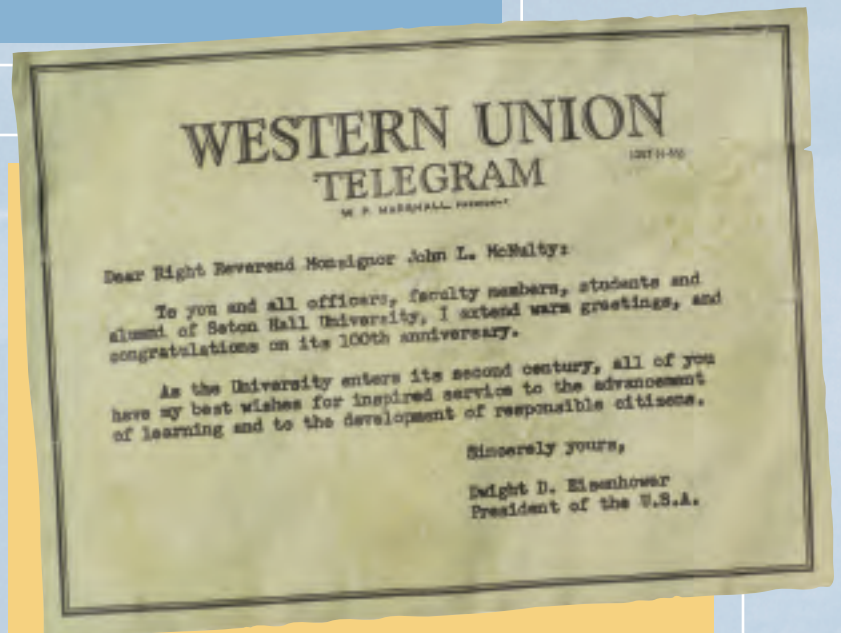 WESTERN UNION
TELEGRAM
W. P. MARSHALL, PRESIDENT
Dear Right Reverend Monsignor John L. McNulty:
To you and all officers, faculty members, students and
alumni of Seton Hall University, I extend warm greetings, and
congratulations on its 100th anniversary.
As the University enters its second century, all of you
have my best wishes for inspired service to the advancement
of learning and to the development of responsible citizens.
Sincerely yours,
Dwight D. Eisenhower
President of the U.S.A.